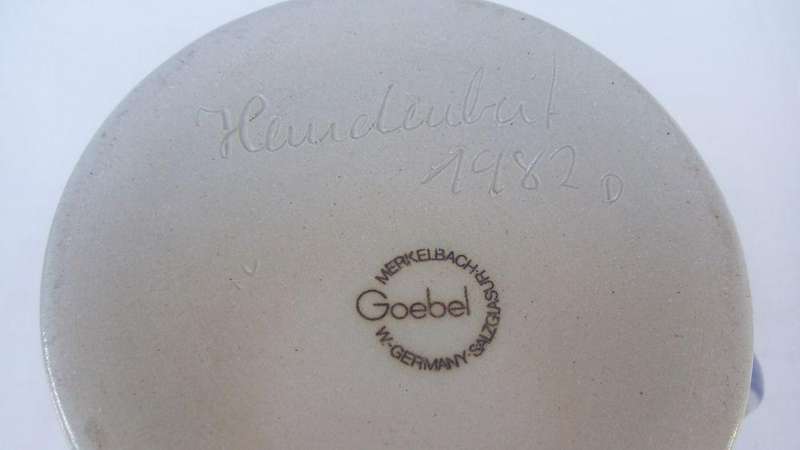 Handarbeit
1982 D
MERKELBACH·
Goebel
W.-GERMANY·SALZGLASUR